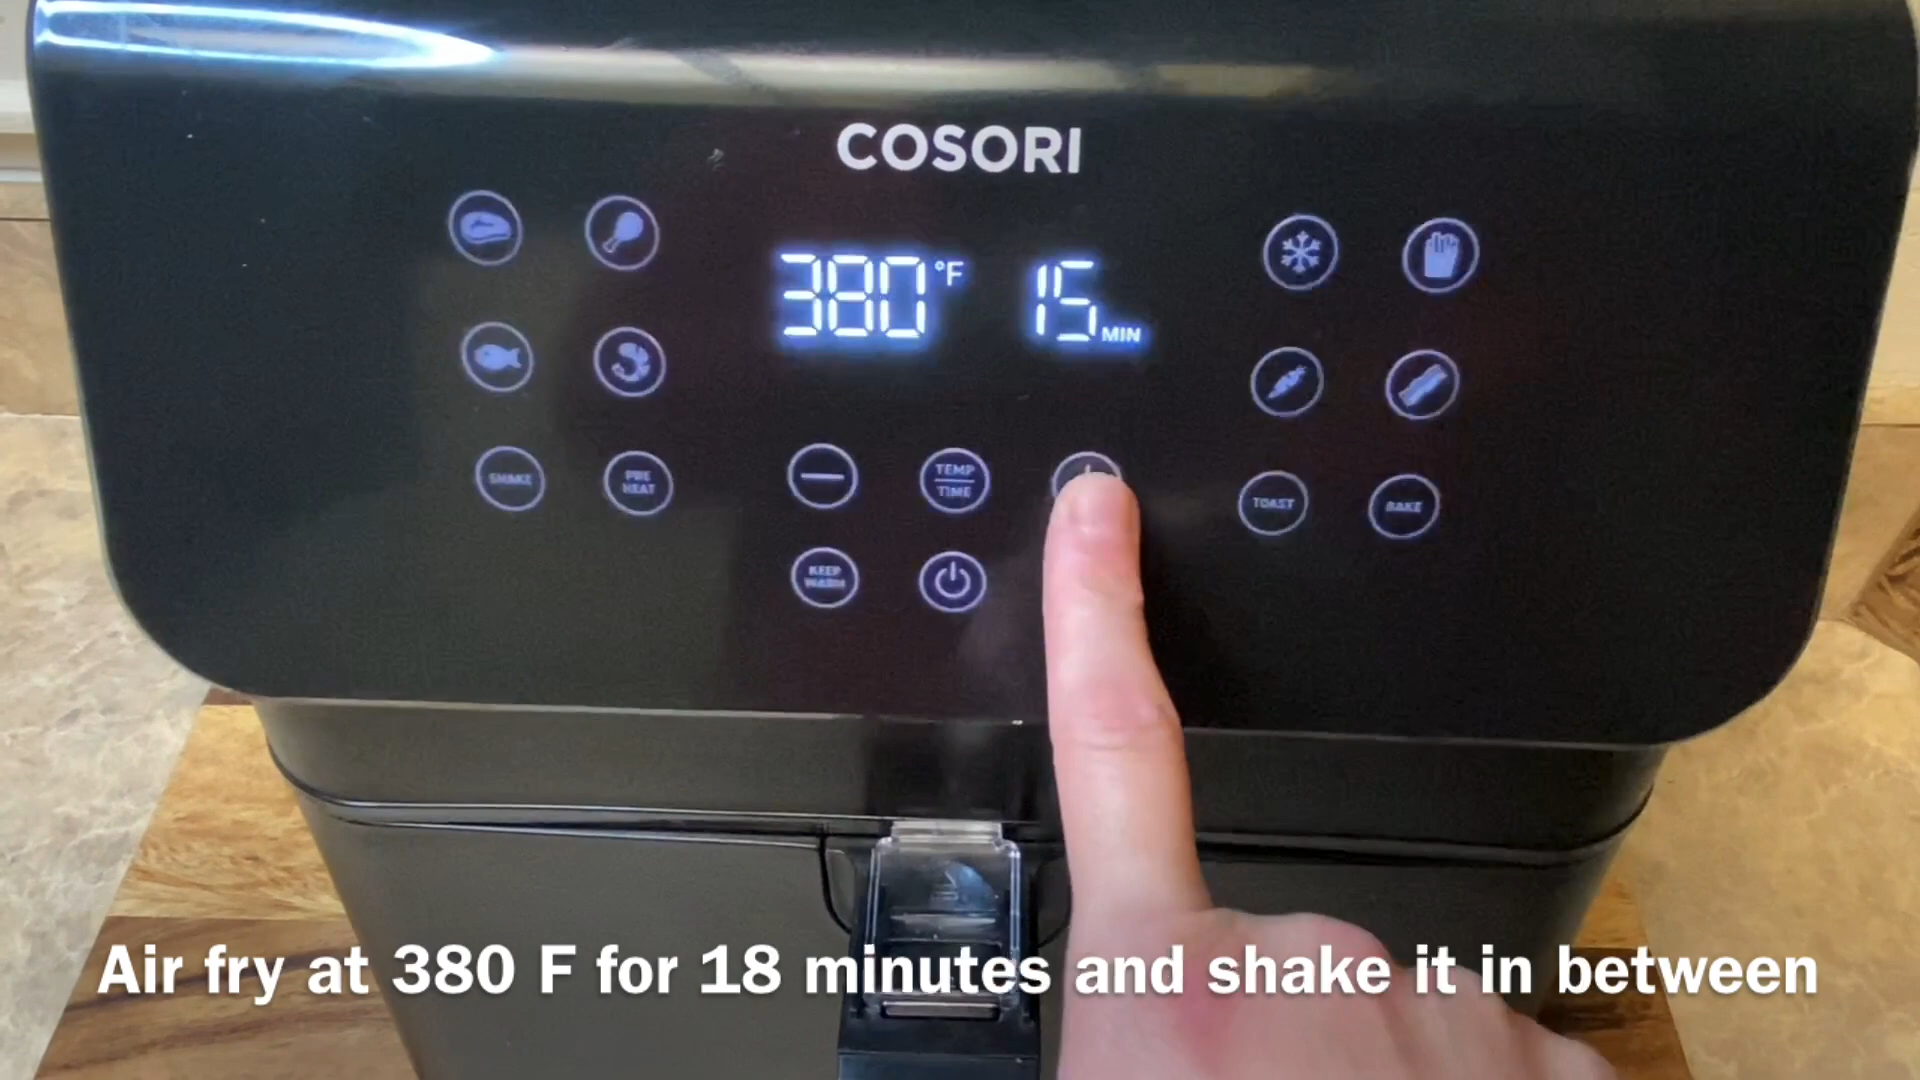 COSORI
380 °F 15 MIN
SHAKE
PRE
HEAT
TEMP
TIME
TOAST
BAKE
KEEP
WARM
Air fry at 380 F for 18 minutes and shake it in between